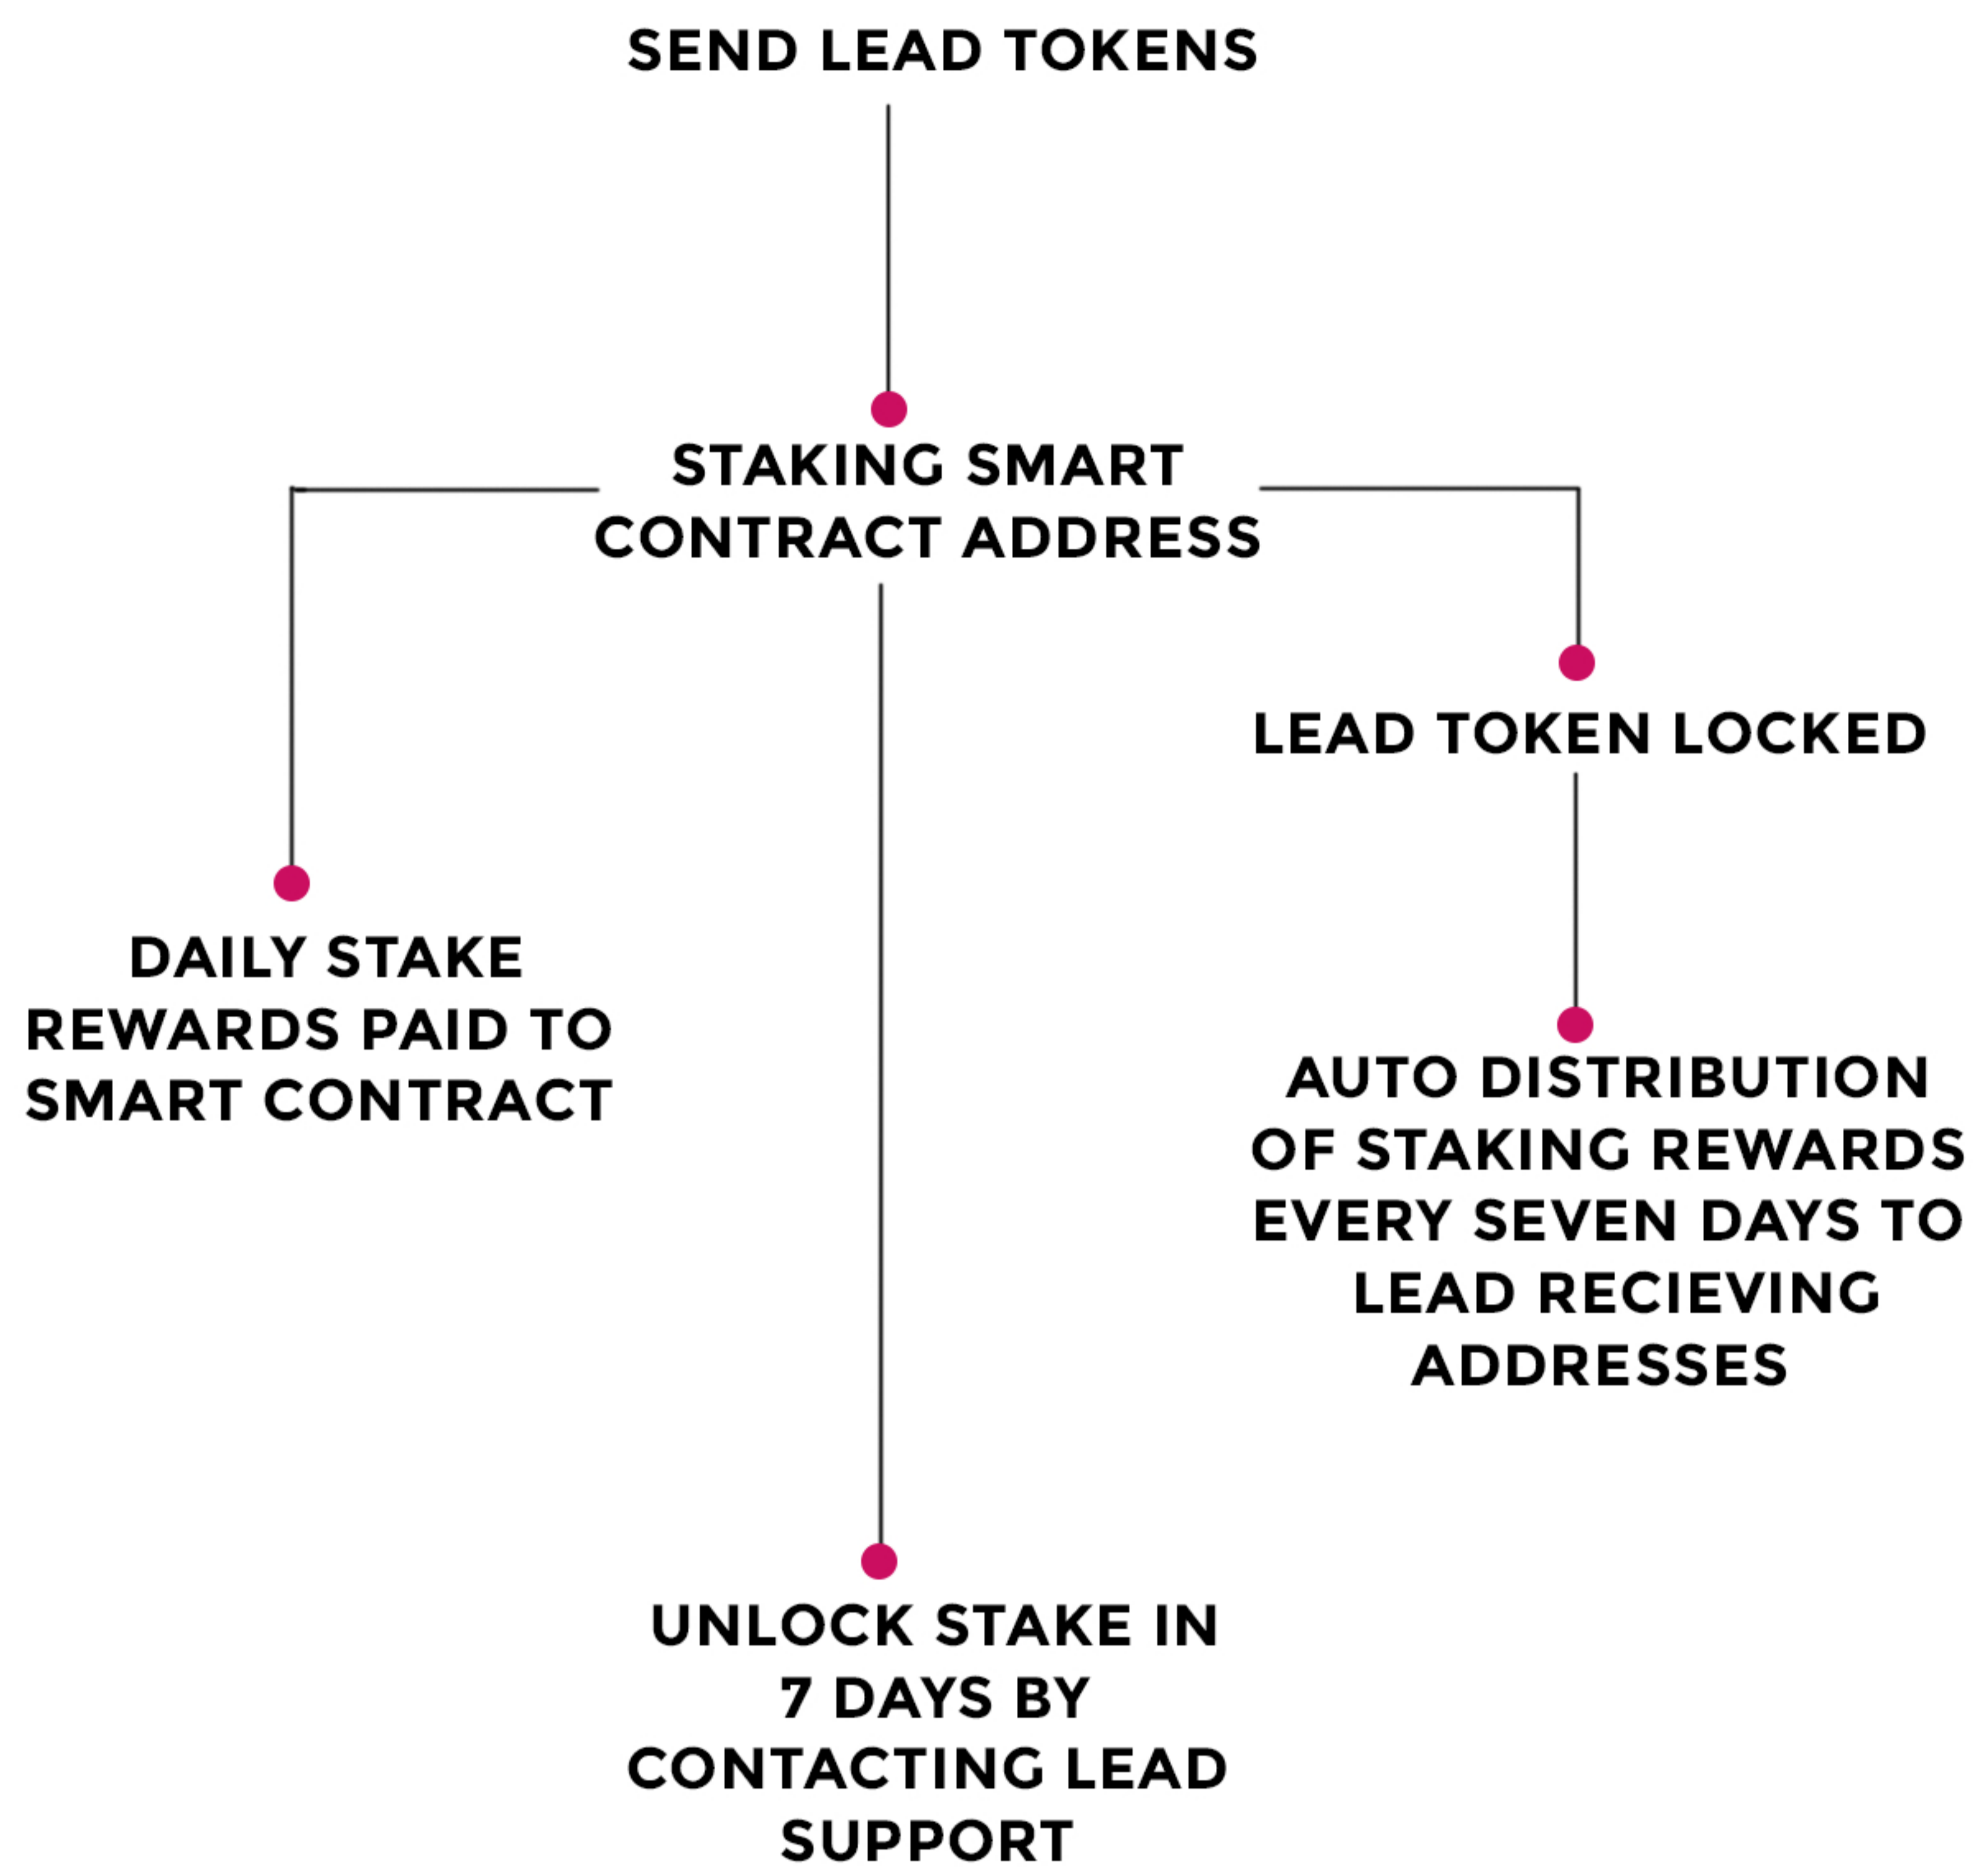 SEND LEAD TOKENS
STAKING SMART
CONTRACT ADDRESS
LEAD TOKEN LOCKED
DAILY STAKE
REWARDS PAID TO
SMART CONTRACT
AUTO DISTRIBUTION
OF STAKING REWARDS
EVERY SEVEN DAYS TO
LEAD RECIEVING
ADDRESSES
UNLOCK STAKE IN
7 DAYS BY
CONTACTING LEAD
SUPPORT